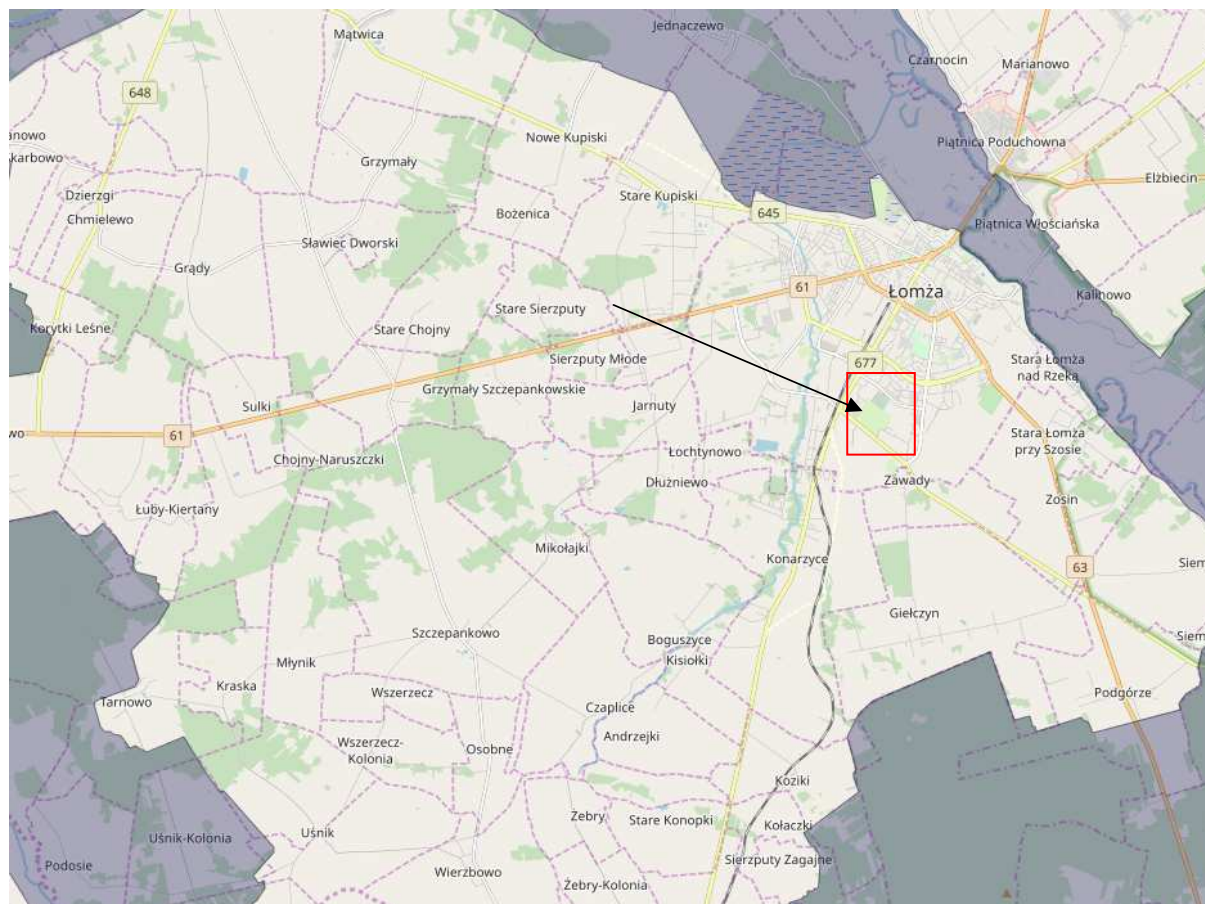 Mątwica
Jednaczewo
Czarnocin
Marianowo
648
anowo
karbowo
Nowe Kupiski
Piątnica Poduchowna
Grzymały
Elżbiecin
Dzierzgi
Stare Kupiski
Chmielewo
Bożenica
645
Piątnica Włościańska
Sławiec Dworski
Grądy
61
Łomża
Kalinowo
Stare Sierzputy
Korytki Leśne
Stare Chojny
Sierzputy Młode
677
Stara Łomża
nad Rzeką
Grzymały Szczepankowskie
Sulki
Jarnuty
wo
61
Stara Łomża
przy Szosie
Chojny-Naruszczki
Łochtynowo
Dłużniewo
Zawady
Zosin
Łuby-Kiertany
Mikołajki
Konarzyce
63
Siem
Giełczyn
Szczepankowo
Boguszyce
Siem
Kisiołki
Młynik
Kraska
Wszerzecz
Podgórze
Tarnowo
Czaplice
Wszerzecz-
Kolonia
Osobne
Andrzejki
Koziki
Uśnik-Kolonia
Uśnik
Żebry
Stare Konopki
Kołaczki
Podosie
Wierzbowo
Sierzputy Zagajne
Żebry-Kolonia